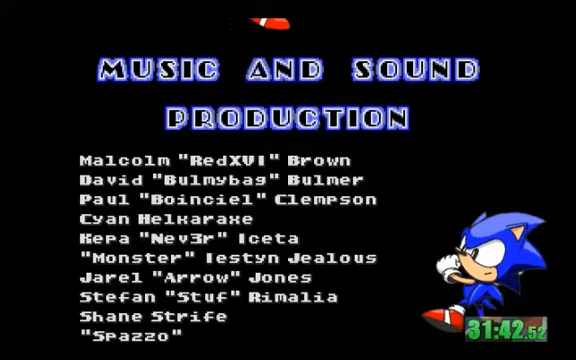 MUSIC AND SOUND
PRODUCTION
Malcolm "RedXVI" Brown
David "Bulmybag" Bulmer
Paul "Boinciel" Clempson
Cyan Helkaraxe
Kepa "Nev3r" Iceta
"Monster" Iestyn Jealous
Jarel "Arrow" Jones
Stefan "Stuf" Rimalia
Shane Strife
"Spazzo"
31:42.52